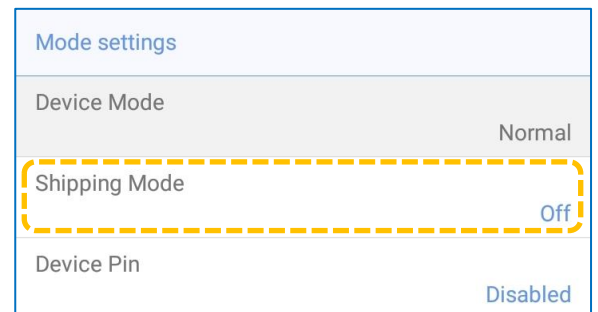 Mode settings
Device Mode
Normal
Shipping Mode
Off
Device Pin
Disabled